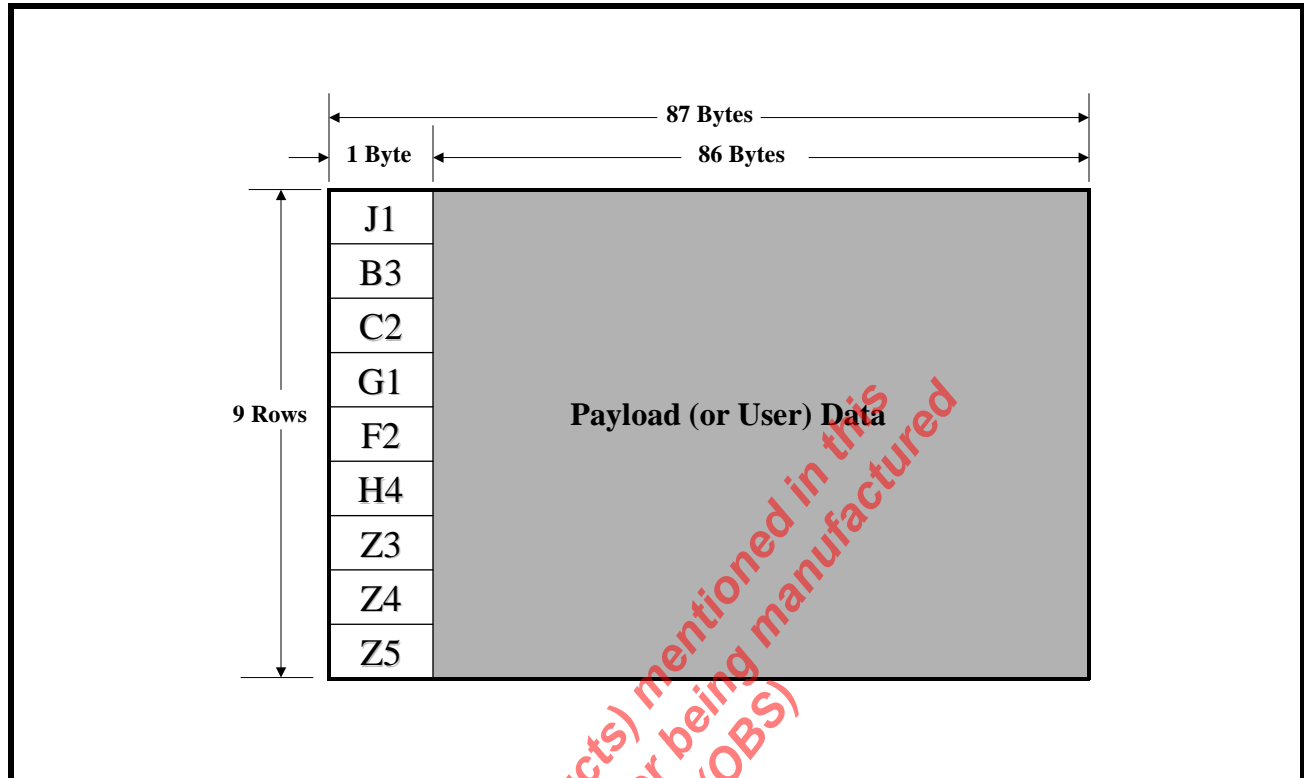 87 Bytes
1 Byte
86 Bytes
J1
B3
C2
G1
F2
H4
Z3
Z4
Z5
9 Rows
Payload (or User) Data
mentioned in this
being manufactured
OBS)